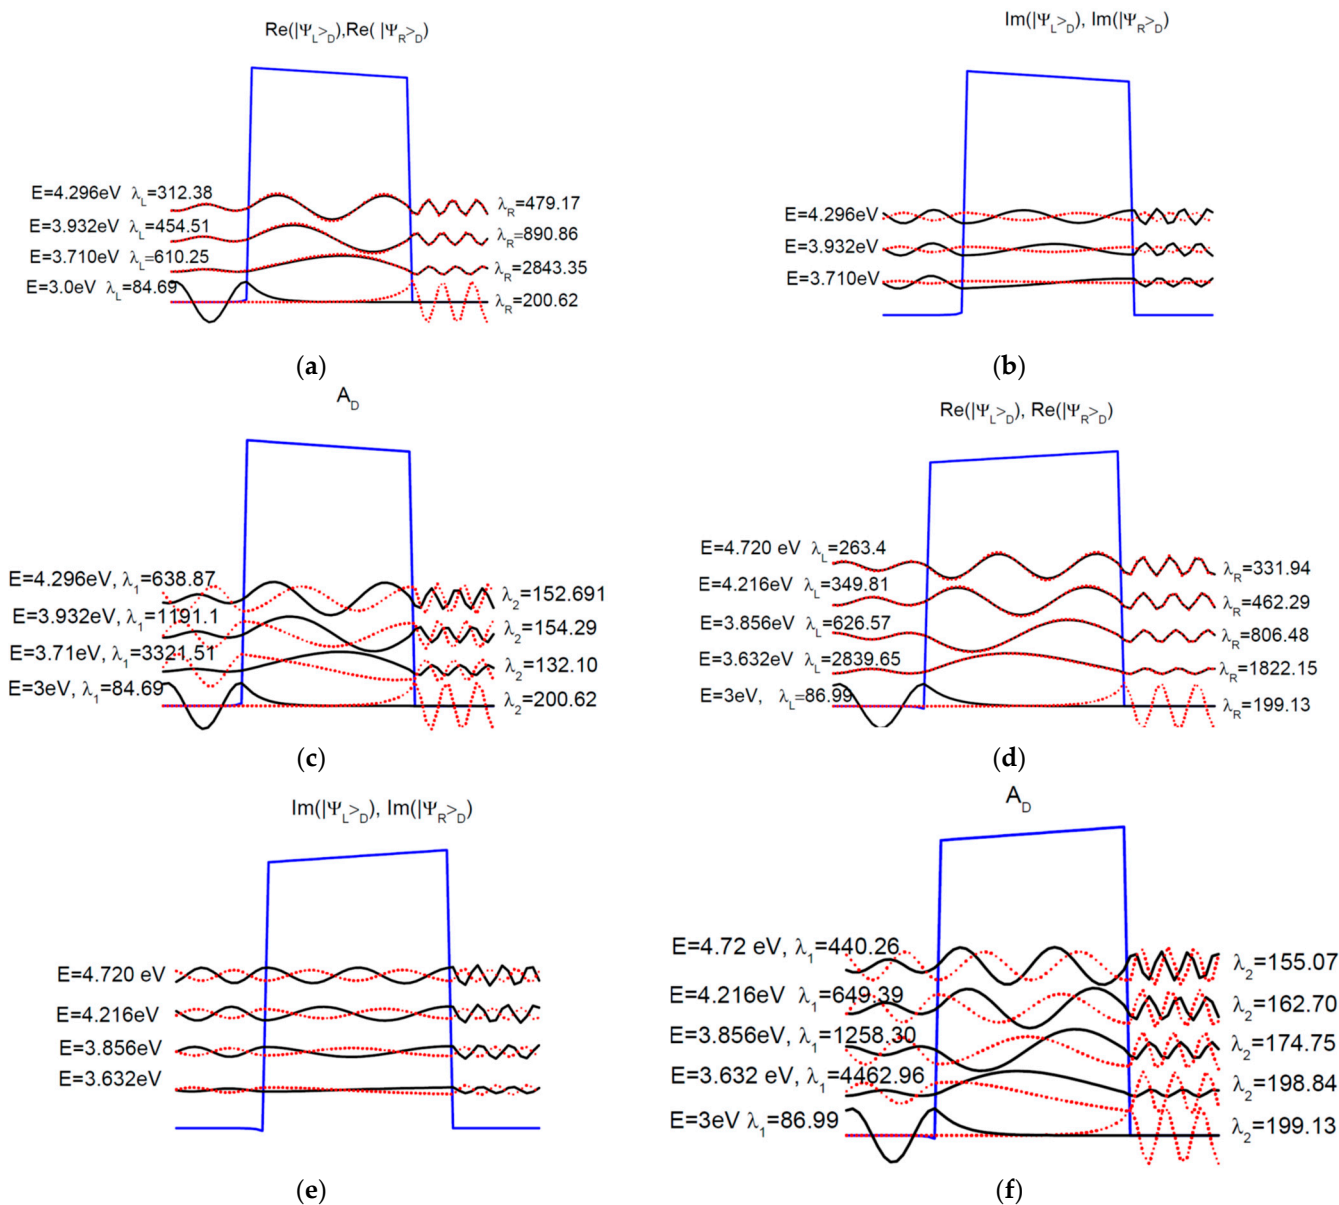 Re(|Ψ_L>_D),Re( |Ψ_R>_D)
E=4.296eV λ_L=312.38
λ_R=479.17
E=3.932eV λ_L=454.51
λ_R=890.86
E=3.710eV λ_L=610.25
λ_R=2843.35
E=3.0eV λ_L=84.69
λ_R=200.62
(a)
Im(|Ψ_L>_D), Im(|Ψ_R>_D)
E=4.296eV
E=3.932eV
E=3.710eV
(b)
A_D
E=4.296eV, λ_1=638.87
λ_2=152.691
E=3.932eV, λ_1=1191.1
λ_2=154.29
E=3.71eV, λ_1=3321.51
λ_2=132.10
E=3eV, λ_1=84.69
λ_2=200.62
(c)
Re(|Ψ_L>_D), Re(|Ψ_R>_D)
E=4.720 eV λ_L=263.4
λ_R=331.94
E=4.216eV λ_L=349.81
λ_R=462.29
E=3.856eV λ_L=626.57
λ_R=806.48
E=3.632eV λ_L=2839.65
λ_R=1822.15
E=3eV, λ_L=86.99
λ_R=199.13
(d)
Im(|Ψ_L>_D), Im(|Ψ_R>_D)
E=4.720 eV
E=4.216eV
E=3.856eV
E=3.632eV
(e)
A_D
E=4.72 eV, λ_1=440.26
λ_2=155.07
E=4.216eV λ_1=649.39
λ_2=162.70
E=3.856eV, λ_1=1258.30
λ_2=174.75
E=3.632 eV, λ_1=4462.96
λ_2=198.84
E=3eV λ_1=86.99
λ_2=199.13
(f)